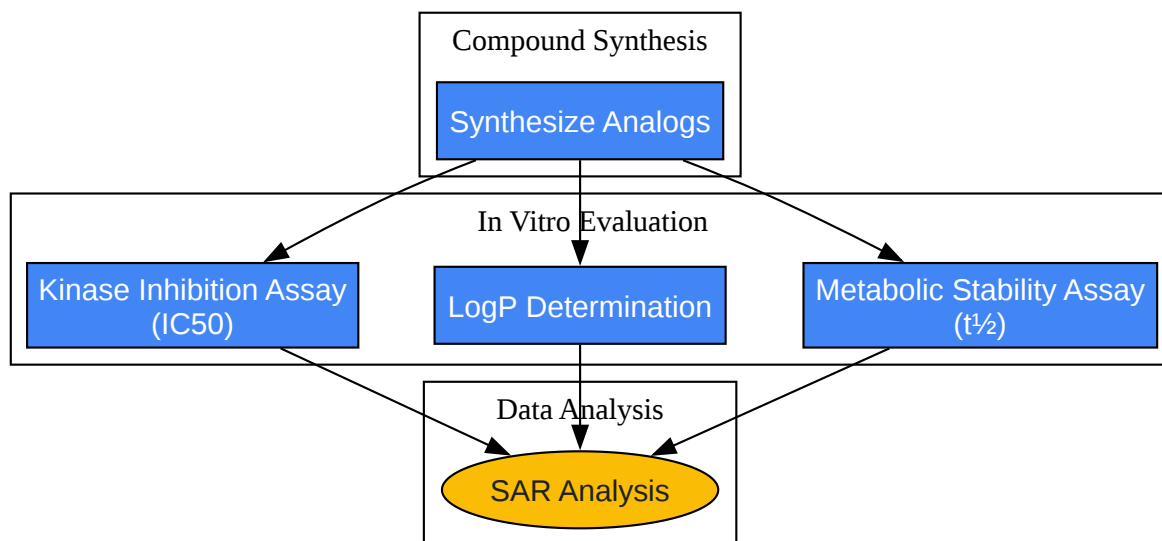 Compound Synthesis
Synthesize Analogs
In Vitro Evaluation
Kinase Inhibition Assay
(IC50)
LogP Determination
Metabolic Stability Assay
(t½)
Data Analysis
SAR Analysis